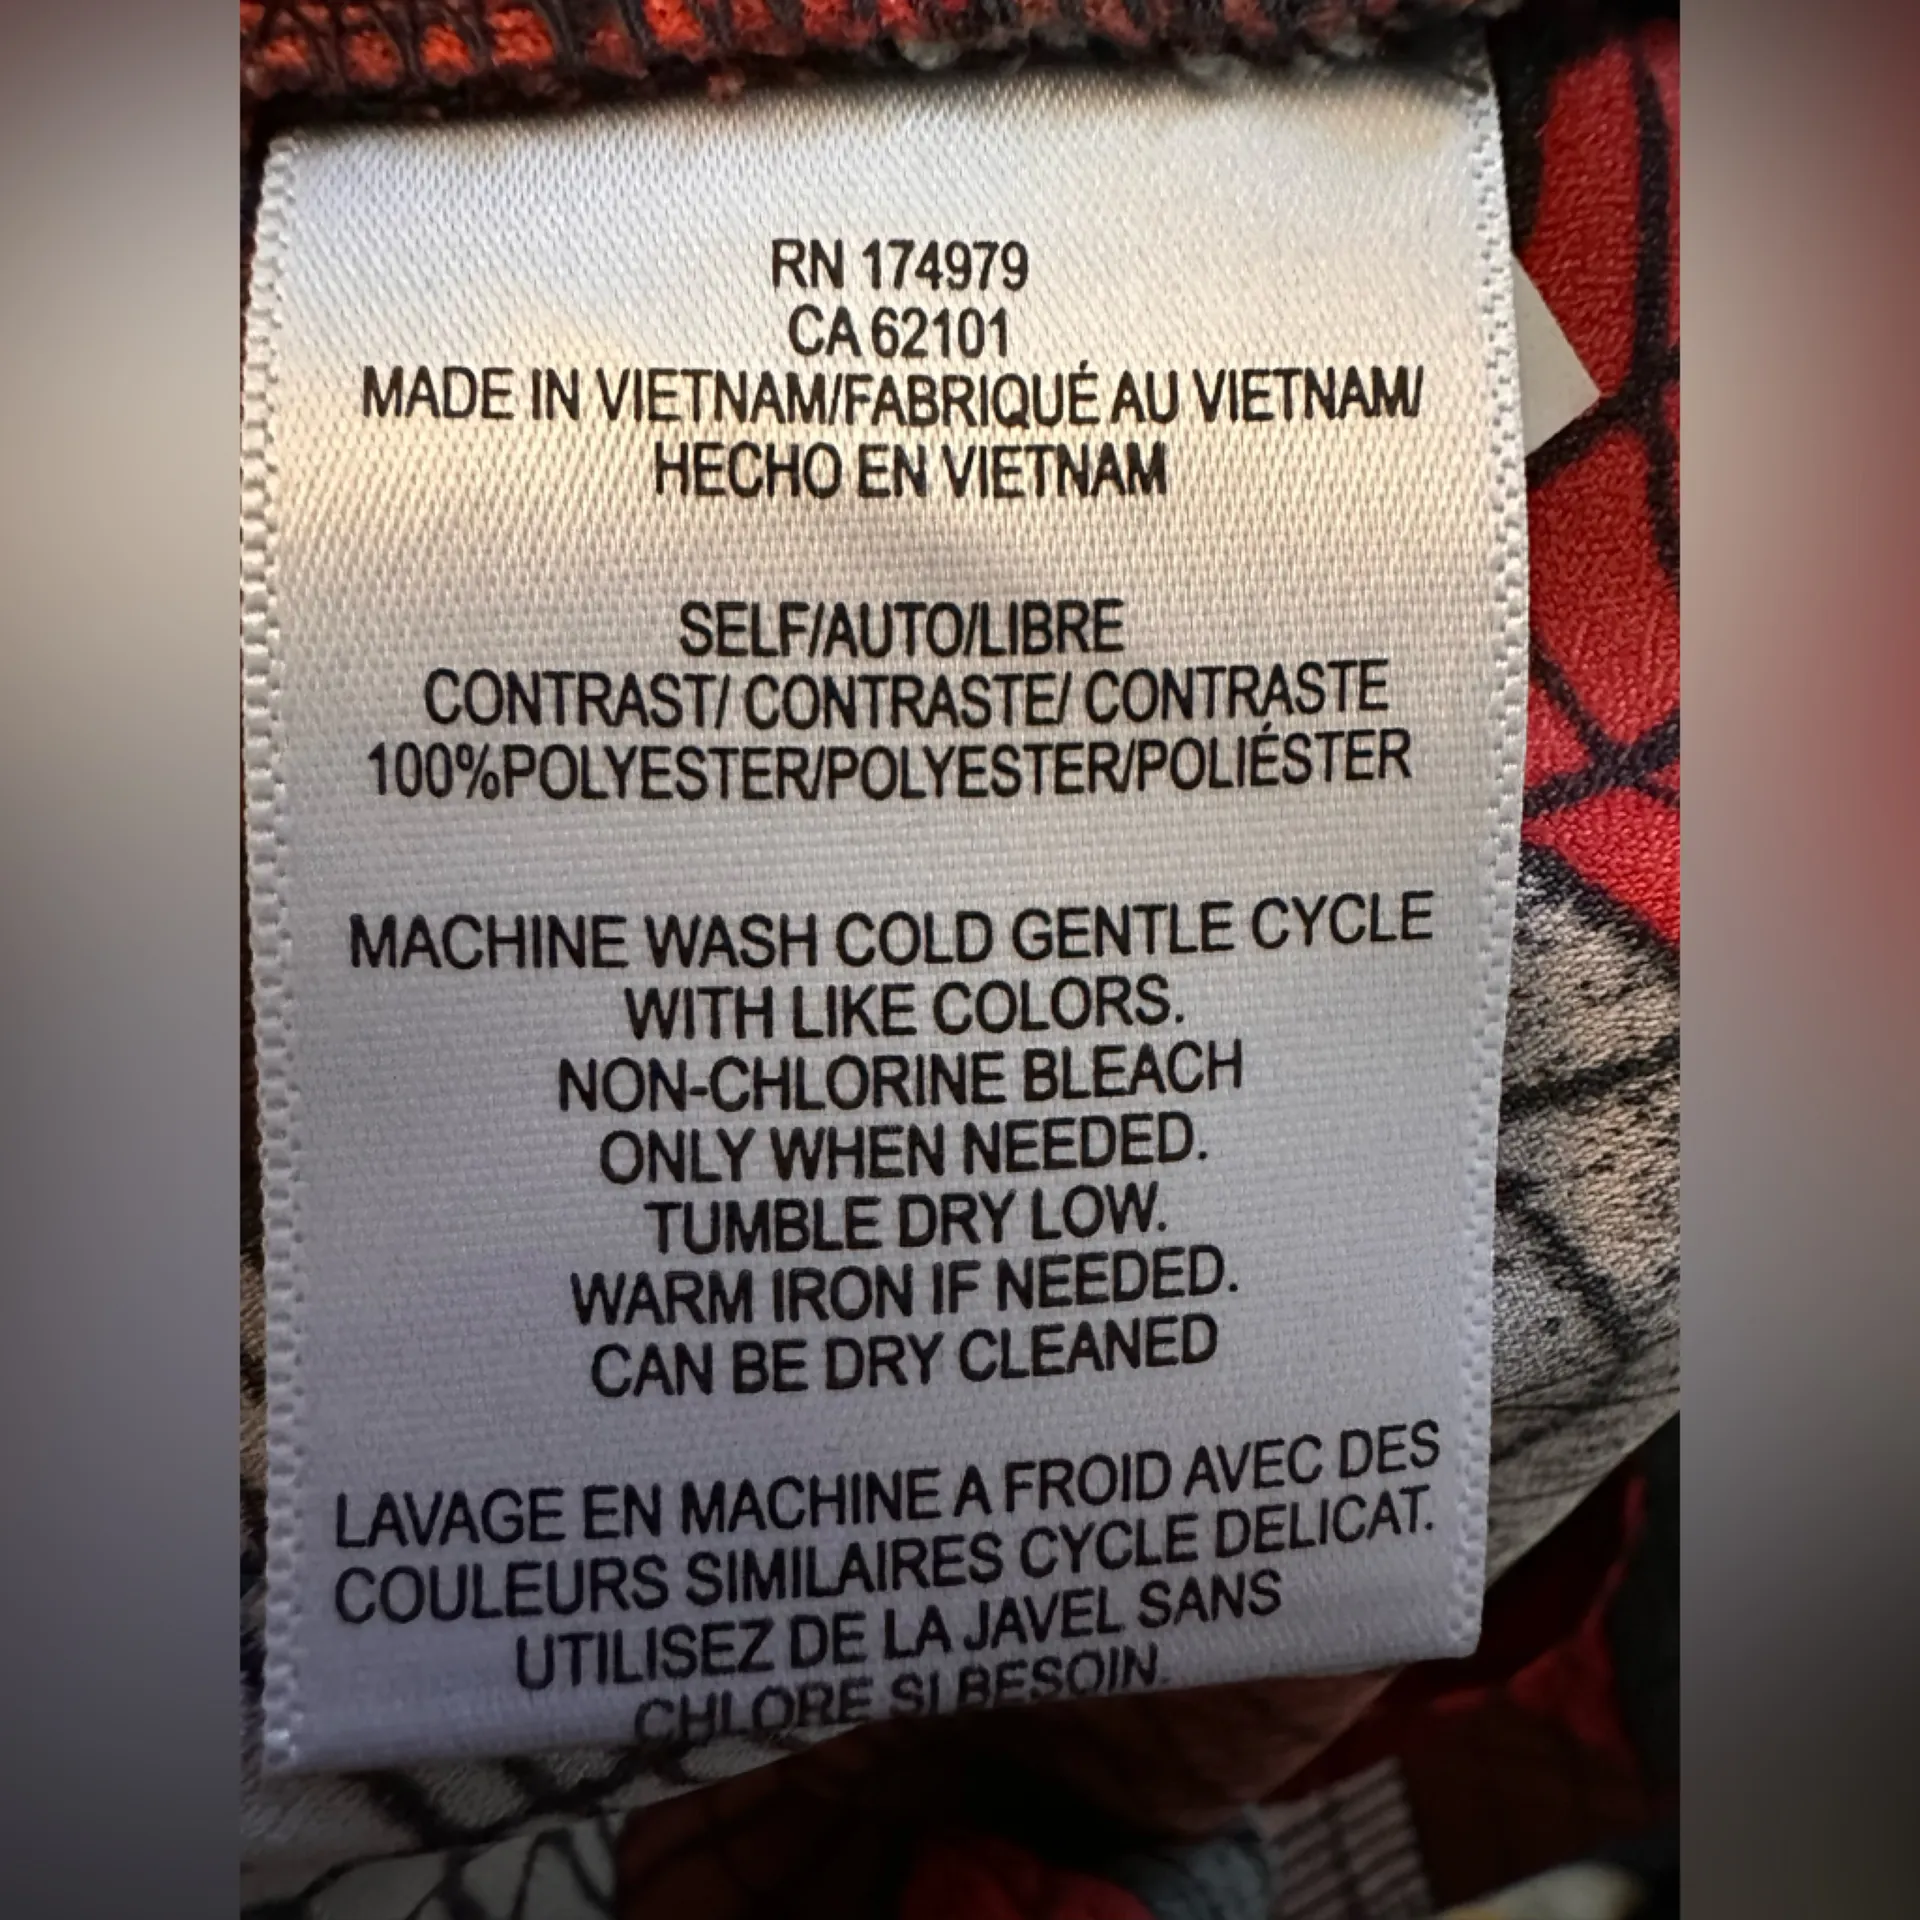 RN 174979
CA 62101
MADE IN VIETNAM/FABRIQUÉ AU VIETNAM/
HECHO EN VIETNAM
SELF/AUTO/LIBRE
CONTRAST/ CONTRASTE/ CONTRASTE
100%POLYESTER/POLYESTER/POLIÉSTER
MACHINE WASH COLD GENTLE CYCLE
WITH LIKE COLORS.
NON-CHLORINE BLEACH
ONLY WHEN NEEDED.
TUMBLE DRY LOW.
WARM IRON IF NEEDED.
CAN BE DRY CLEANED
LAVAGE EN MACHINE A FROID AVEC DES
COULEURS SIMILAIRES CYCLE DELICAT.
UTILISEZ DE LA JAVEL SANS
CHLORE SI BESOIN.